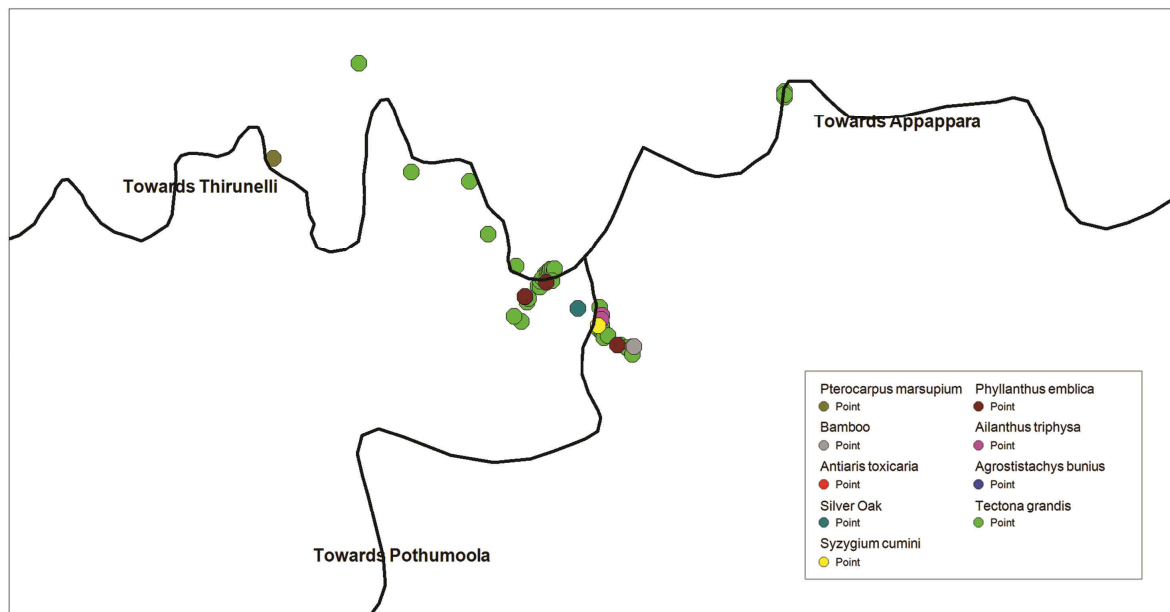 Towards Appappara
Towards Thirunelli
Towards Pothumoola
Pterocarpus marsupium
Point
Bamboo
Point
Antiaris toxicaria
Point
Silver Oak
Point
Syzygium cumini
Point
Phyllanthus emblica
Point
Ailanthus triphysa
Point
Agrostistachys bunius
Point
Tectona grandis
Point